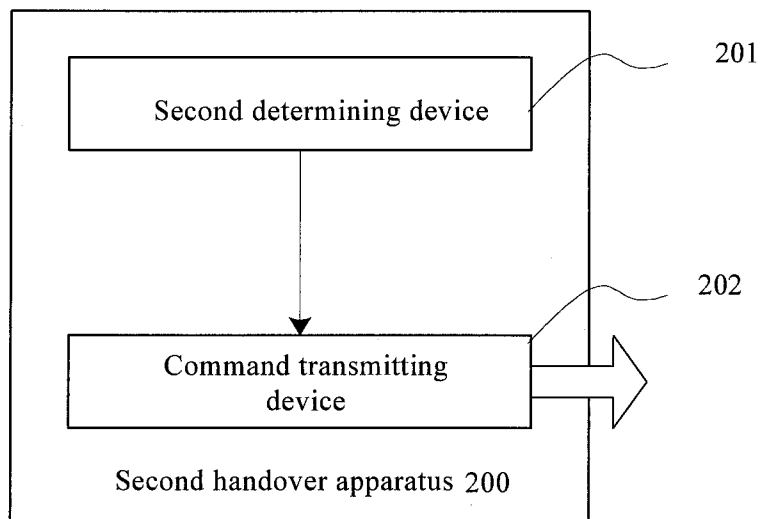 201
Second determining device
202
Command transmitting
device
Second handover apparatus 200